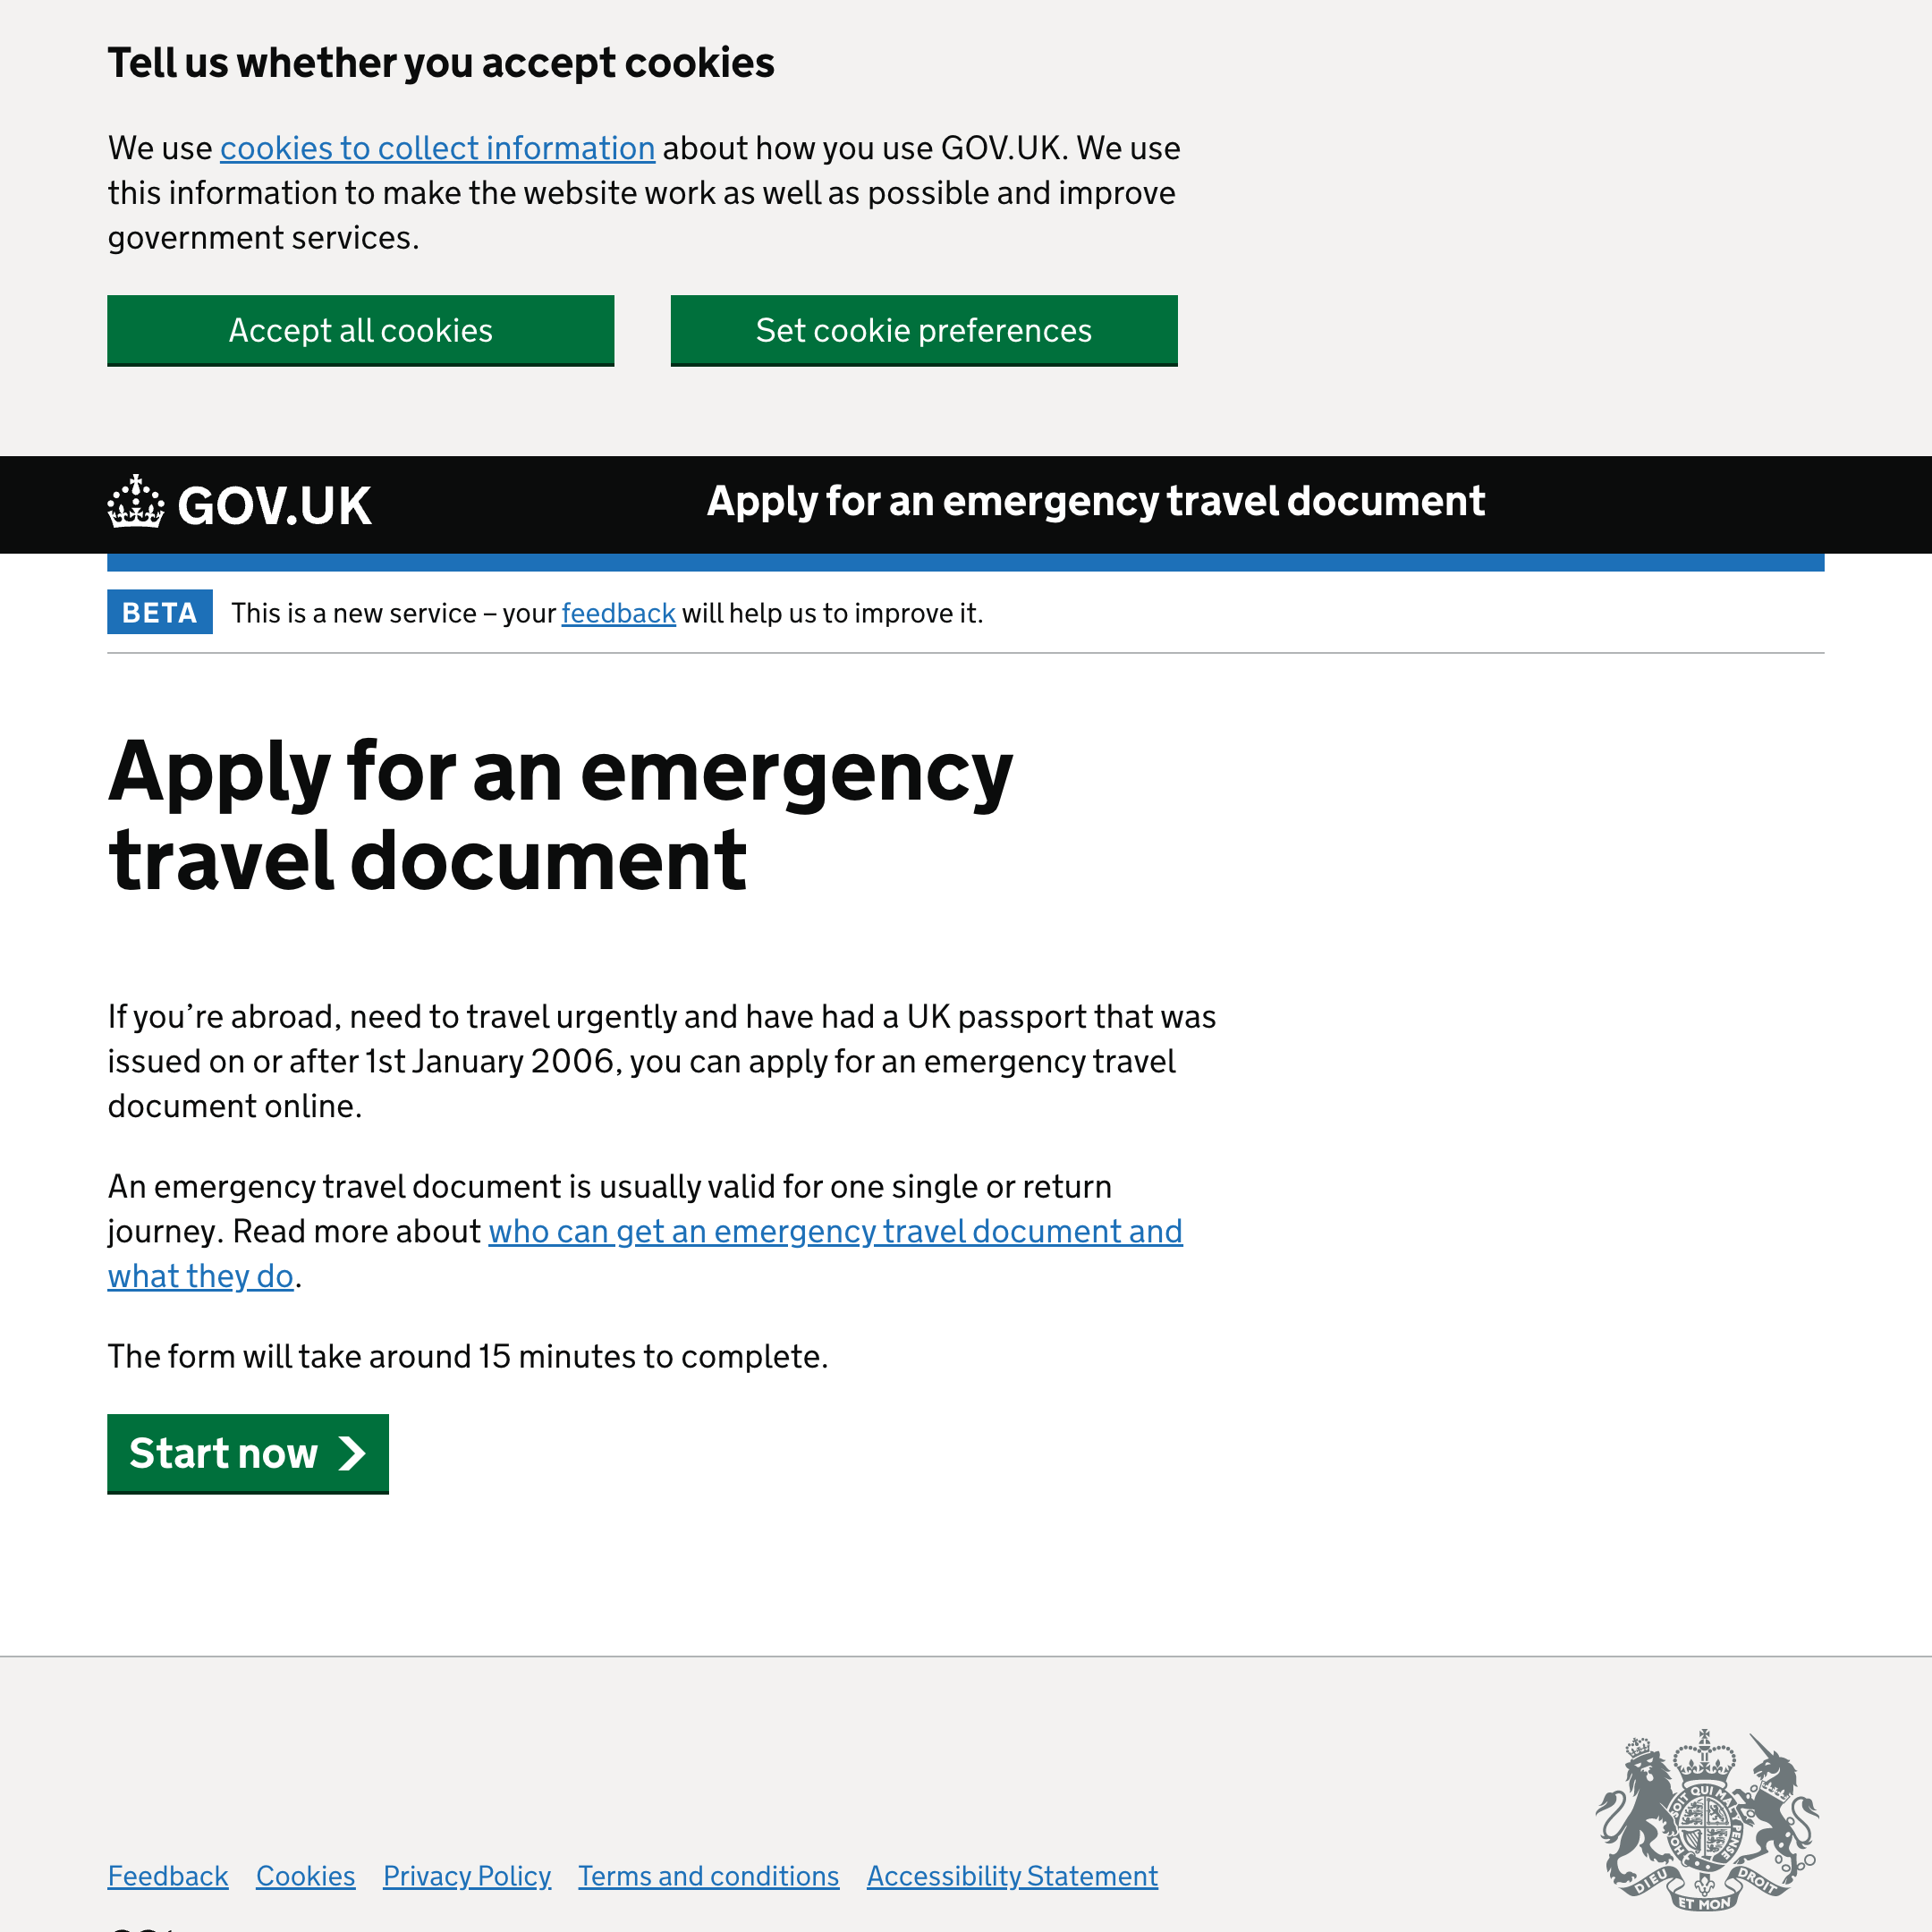 Tell us whether you accept cookies
We use cookies to collect information about how you use GOV.UK. We use
this information to make the website work as well as possible and improve
government services.
Accept all cookies
Set cookie preferences
GOV.UK
Apply for an emergency travel document
BETA
This is a new service – your feedback will help us to improve it.
Apply for an emergency
travel document
If you’re abroad, need to travel urgently and have had a UK passport that was
issued on or after 1st January 2006, you can apply for an emergency travel
document online.
An emergency travel document is usually valid for one single or return
journey. Read more about who can get an emergency travel document and
what they do.
The form will take around 15 minutes to complete.
Start now
SOIT QUI MAL
PENSE
DIEU ET MON DROIT
Feedback Cookies Privacy Policy Terms and conditions Accessibility Statement